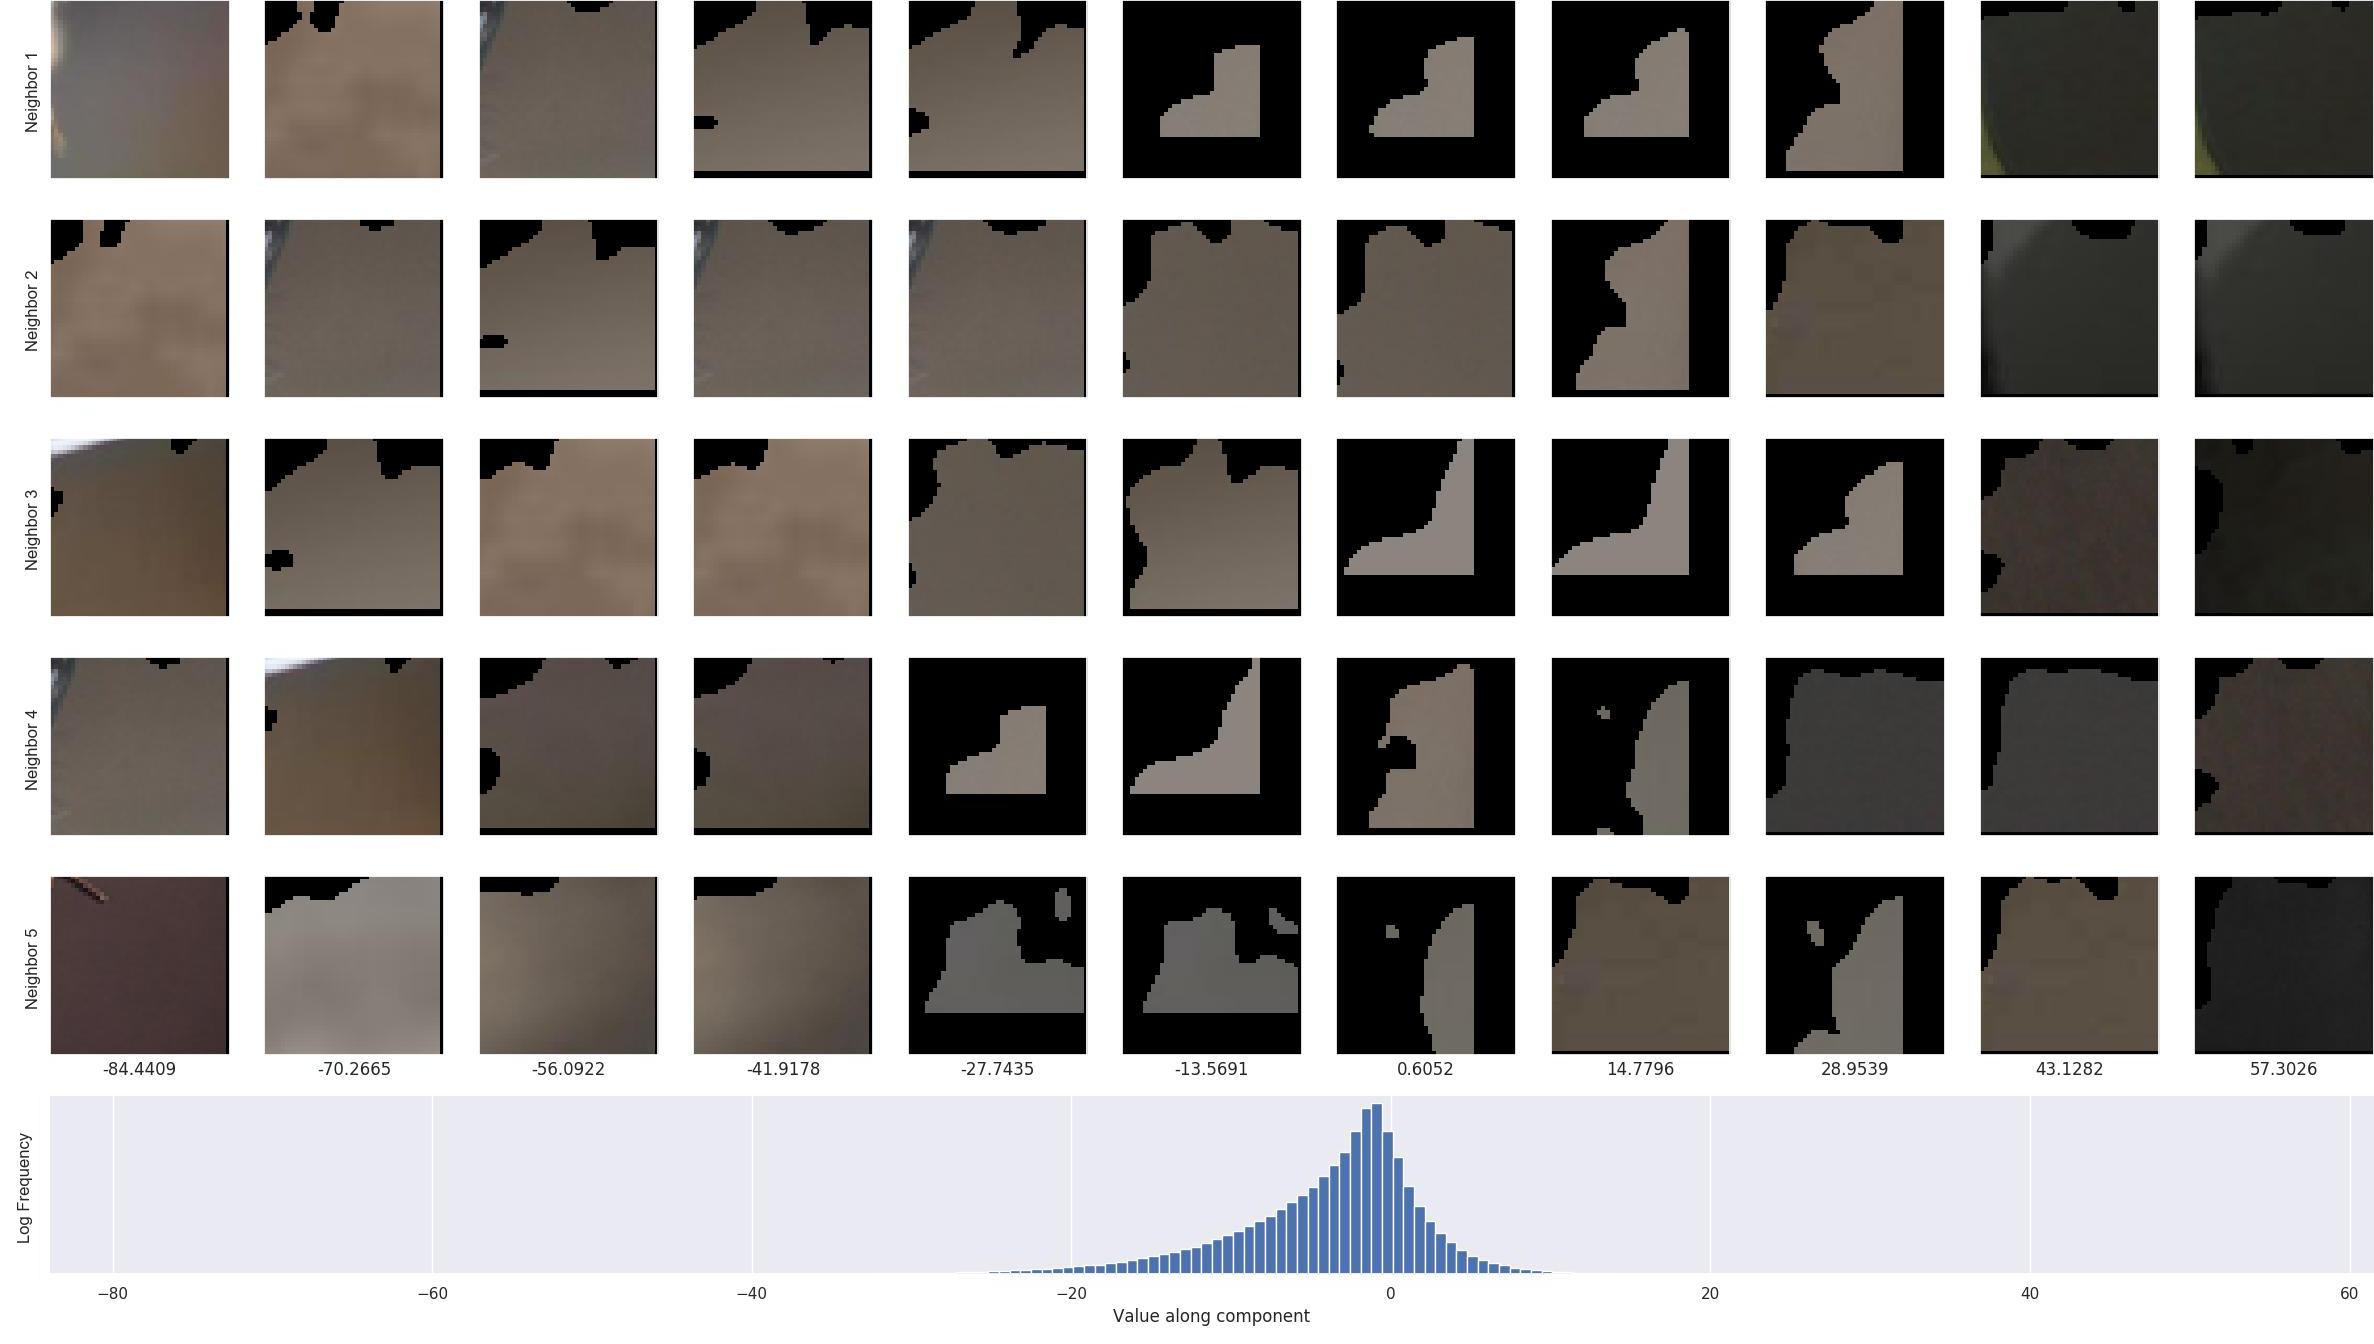 Neighbor 1
Neighbor 2
Neighbor 3
Neighbor 4
Neighbor 5
-84.4409 -70.2665 -56.0922 -41.9178 -27.7435 -13.5691 0.6052 14.7796 28.9539 43.1282 57.3026
Log Frequency
−80 −60 −40 −20 0 20 40 60
Value along component